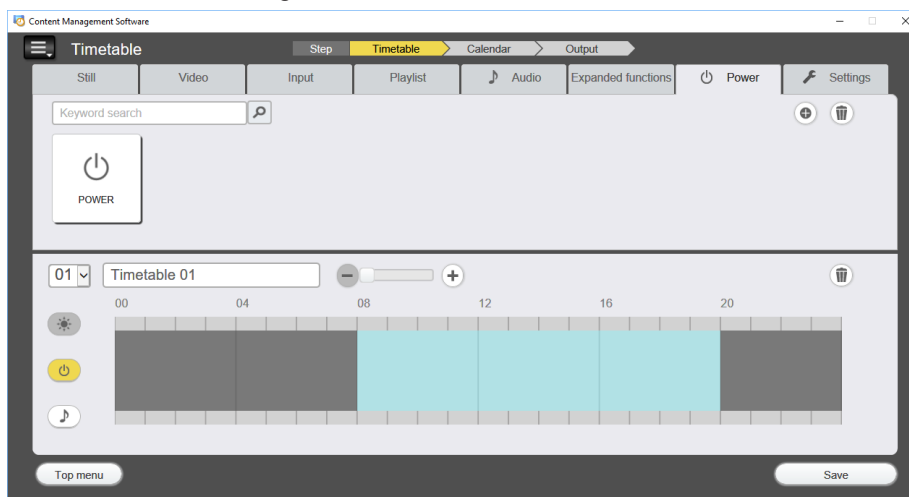 Content Management Software
Timetable
Step Timetable Calendar Output
Still Video Input Playlist Audio Expanded functions Power Settings
Keyword search
POWER
01 Timetable 01
00 04 08 12 16 20
Top menu Save